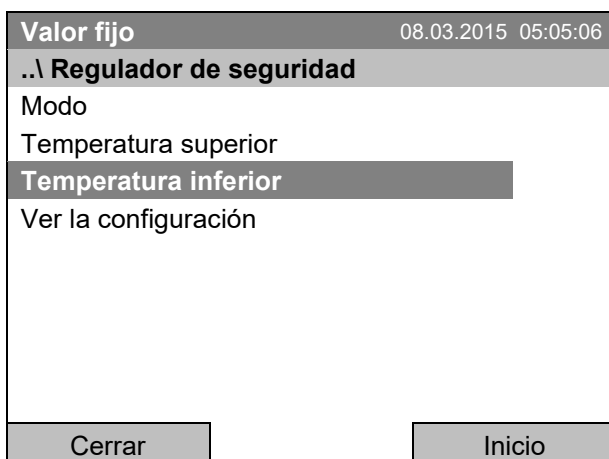 Valor fijo 08.03.2015 05:05:06
..\ Regulador de seguridad
Modo
Temperatura superior
Temperatura inferior
Ver la configuración
Cerrar Inicio